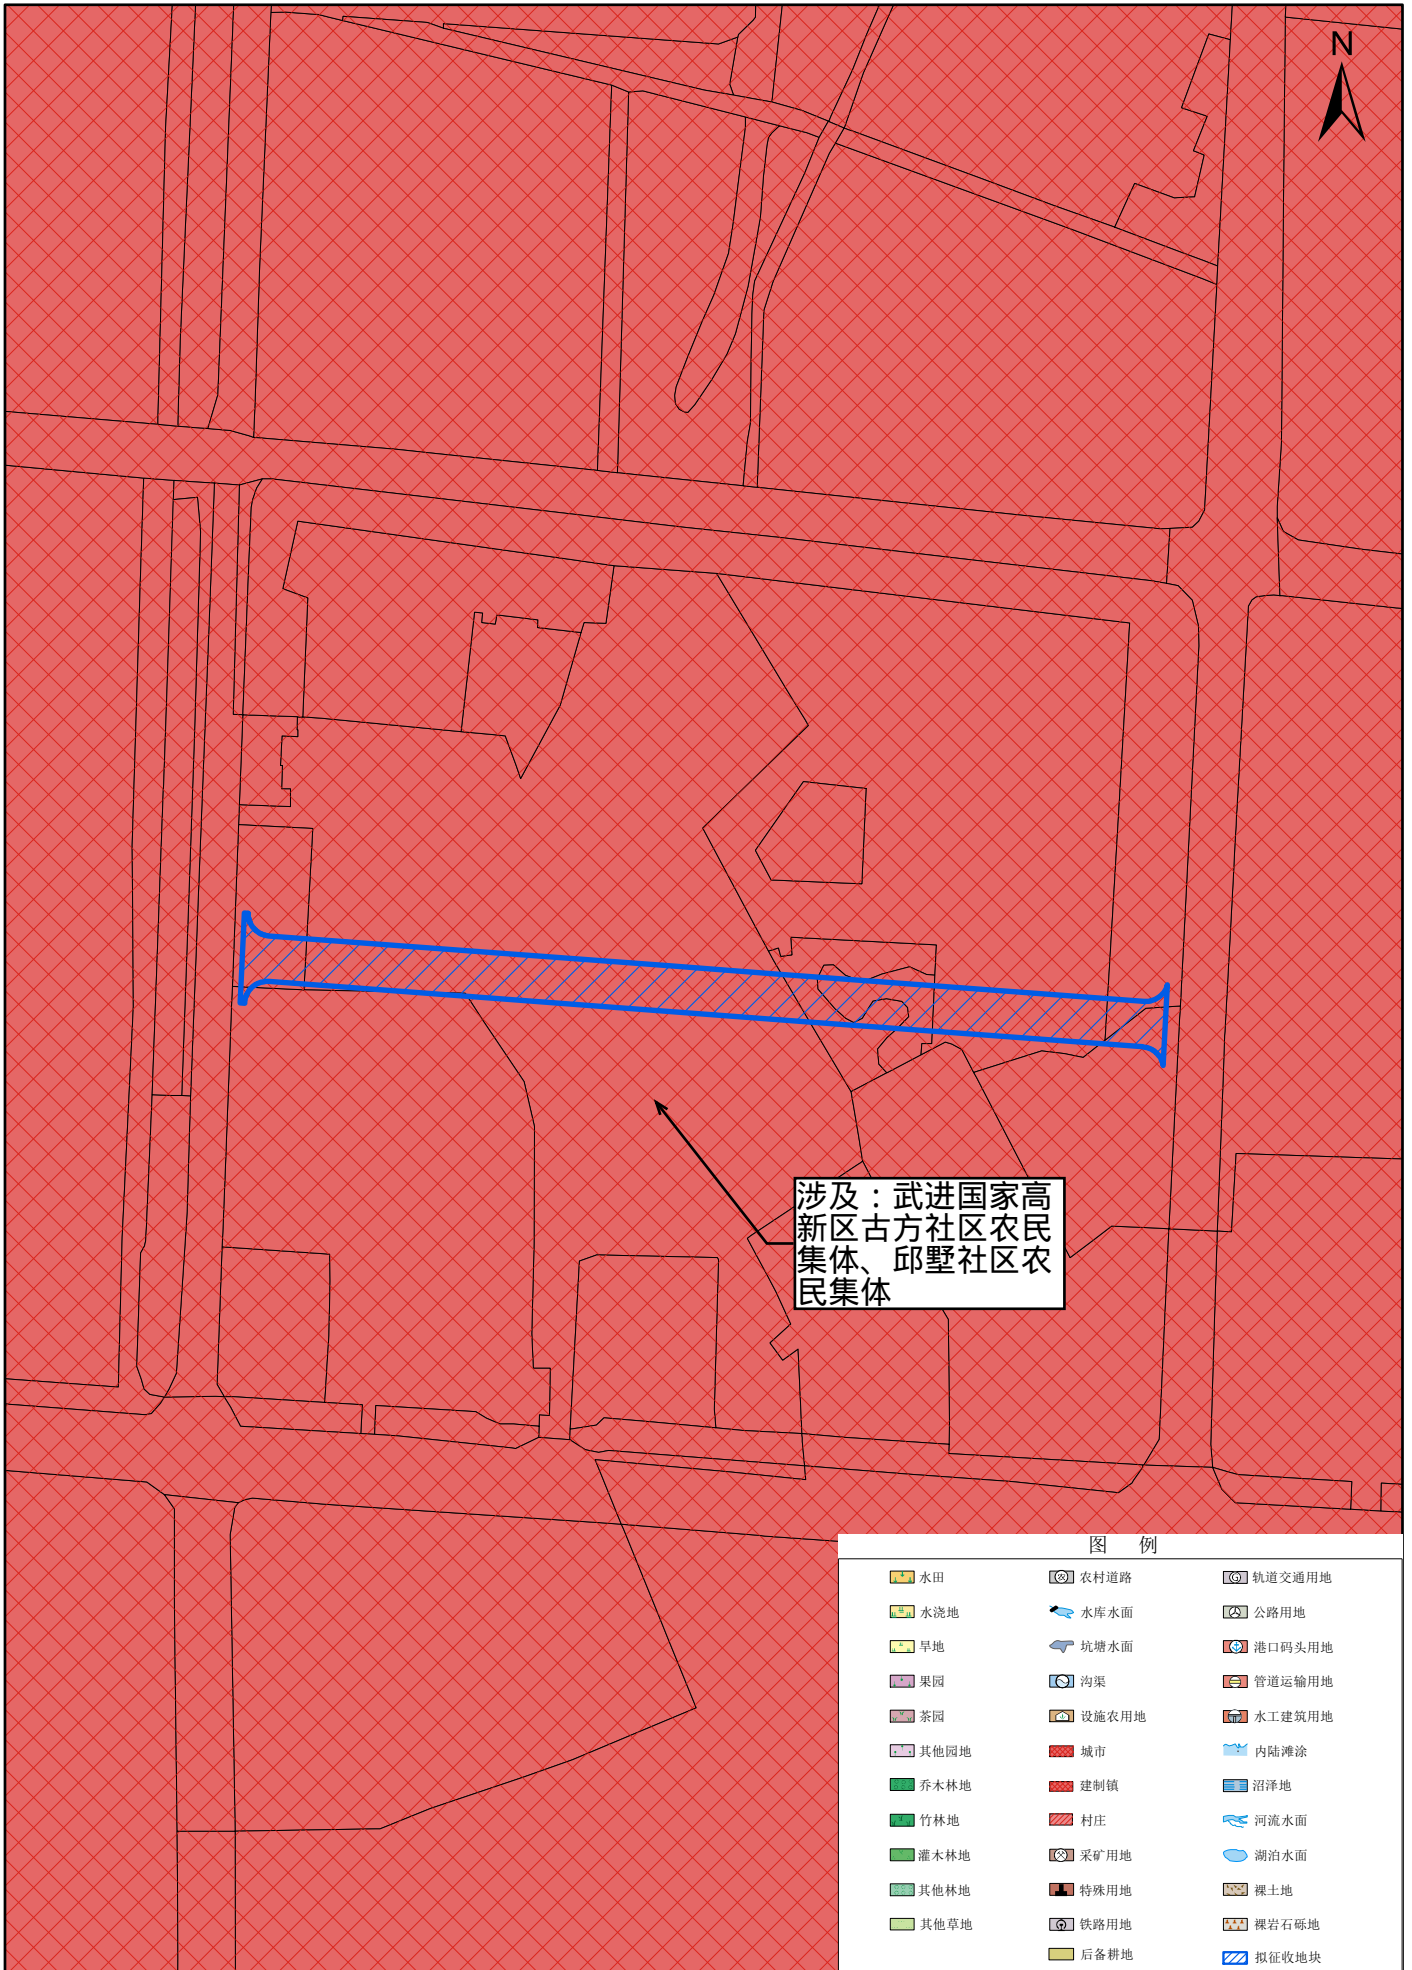 N
涉及：武进国家高
新区古方社区农民
集体、邱墅社区农
民集体
图 例
水田
农村道路
轨道交通用地
水浇地
水库水面
公路用地
旱地
坑塘水面
港口码头用地
果园
沟渠
管道运输用地
茶园
设施农用地
水工建筑用地
其他园地
城市
内陆滩涂
乔木林地
建制镇
沼泽地
竹林地
村庄
河流水面
灌木林地
采矿用地
湖泊水面
其他林地
特殊用地
裸土地
其他草地
铁路用地
裸岩石砾地
后备耕地
拟征收地块